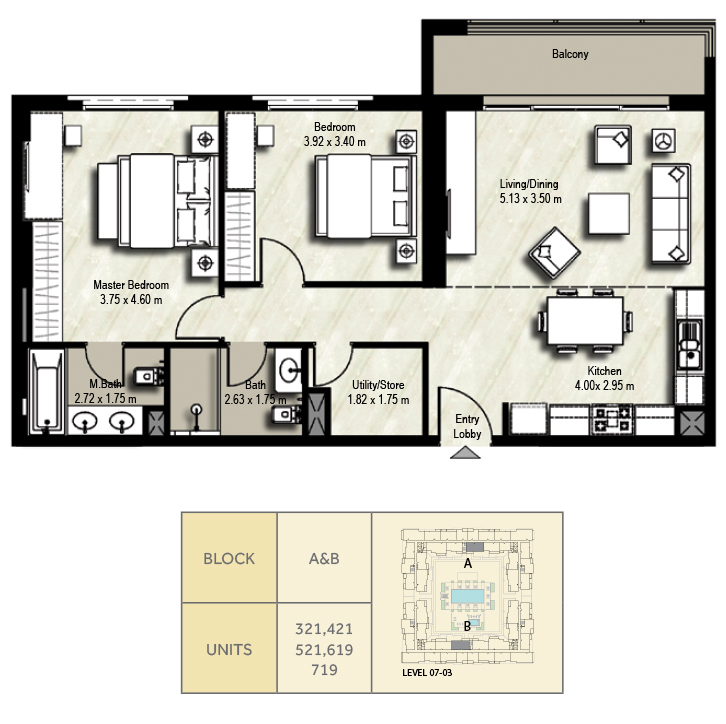 Balcony
Bedroom
3.92 x 3.40 m
Living/Dining
5.13 x 3.50 m
Master Bedroom
3.75 x 4.60 m
Kitchen
4.00x 2.95 m
M.Bath
2.72 x 1.75 m
Bath
2.63 x 1.75 m
Utility/Store
1.82 x 1.75 m
Entry
Lobby
BLOCK
A&B
UNITS
321,421
521,619
719
A
B
LEVEL 07-03